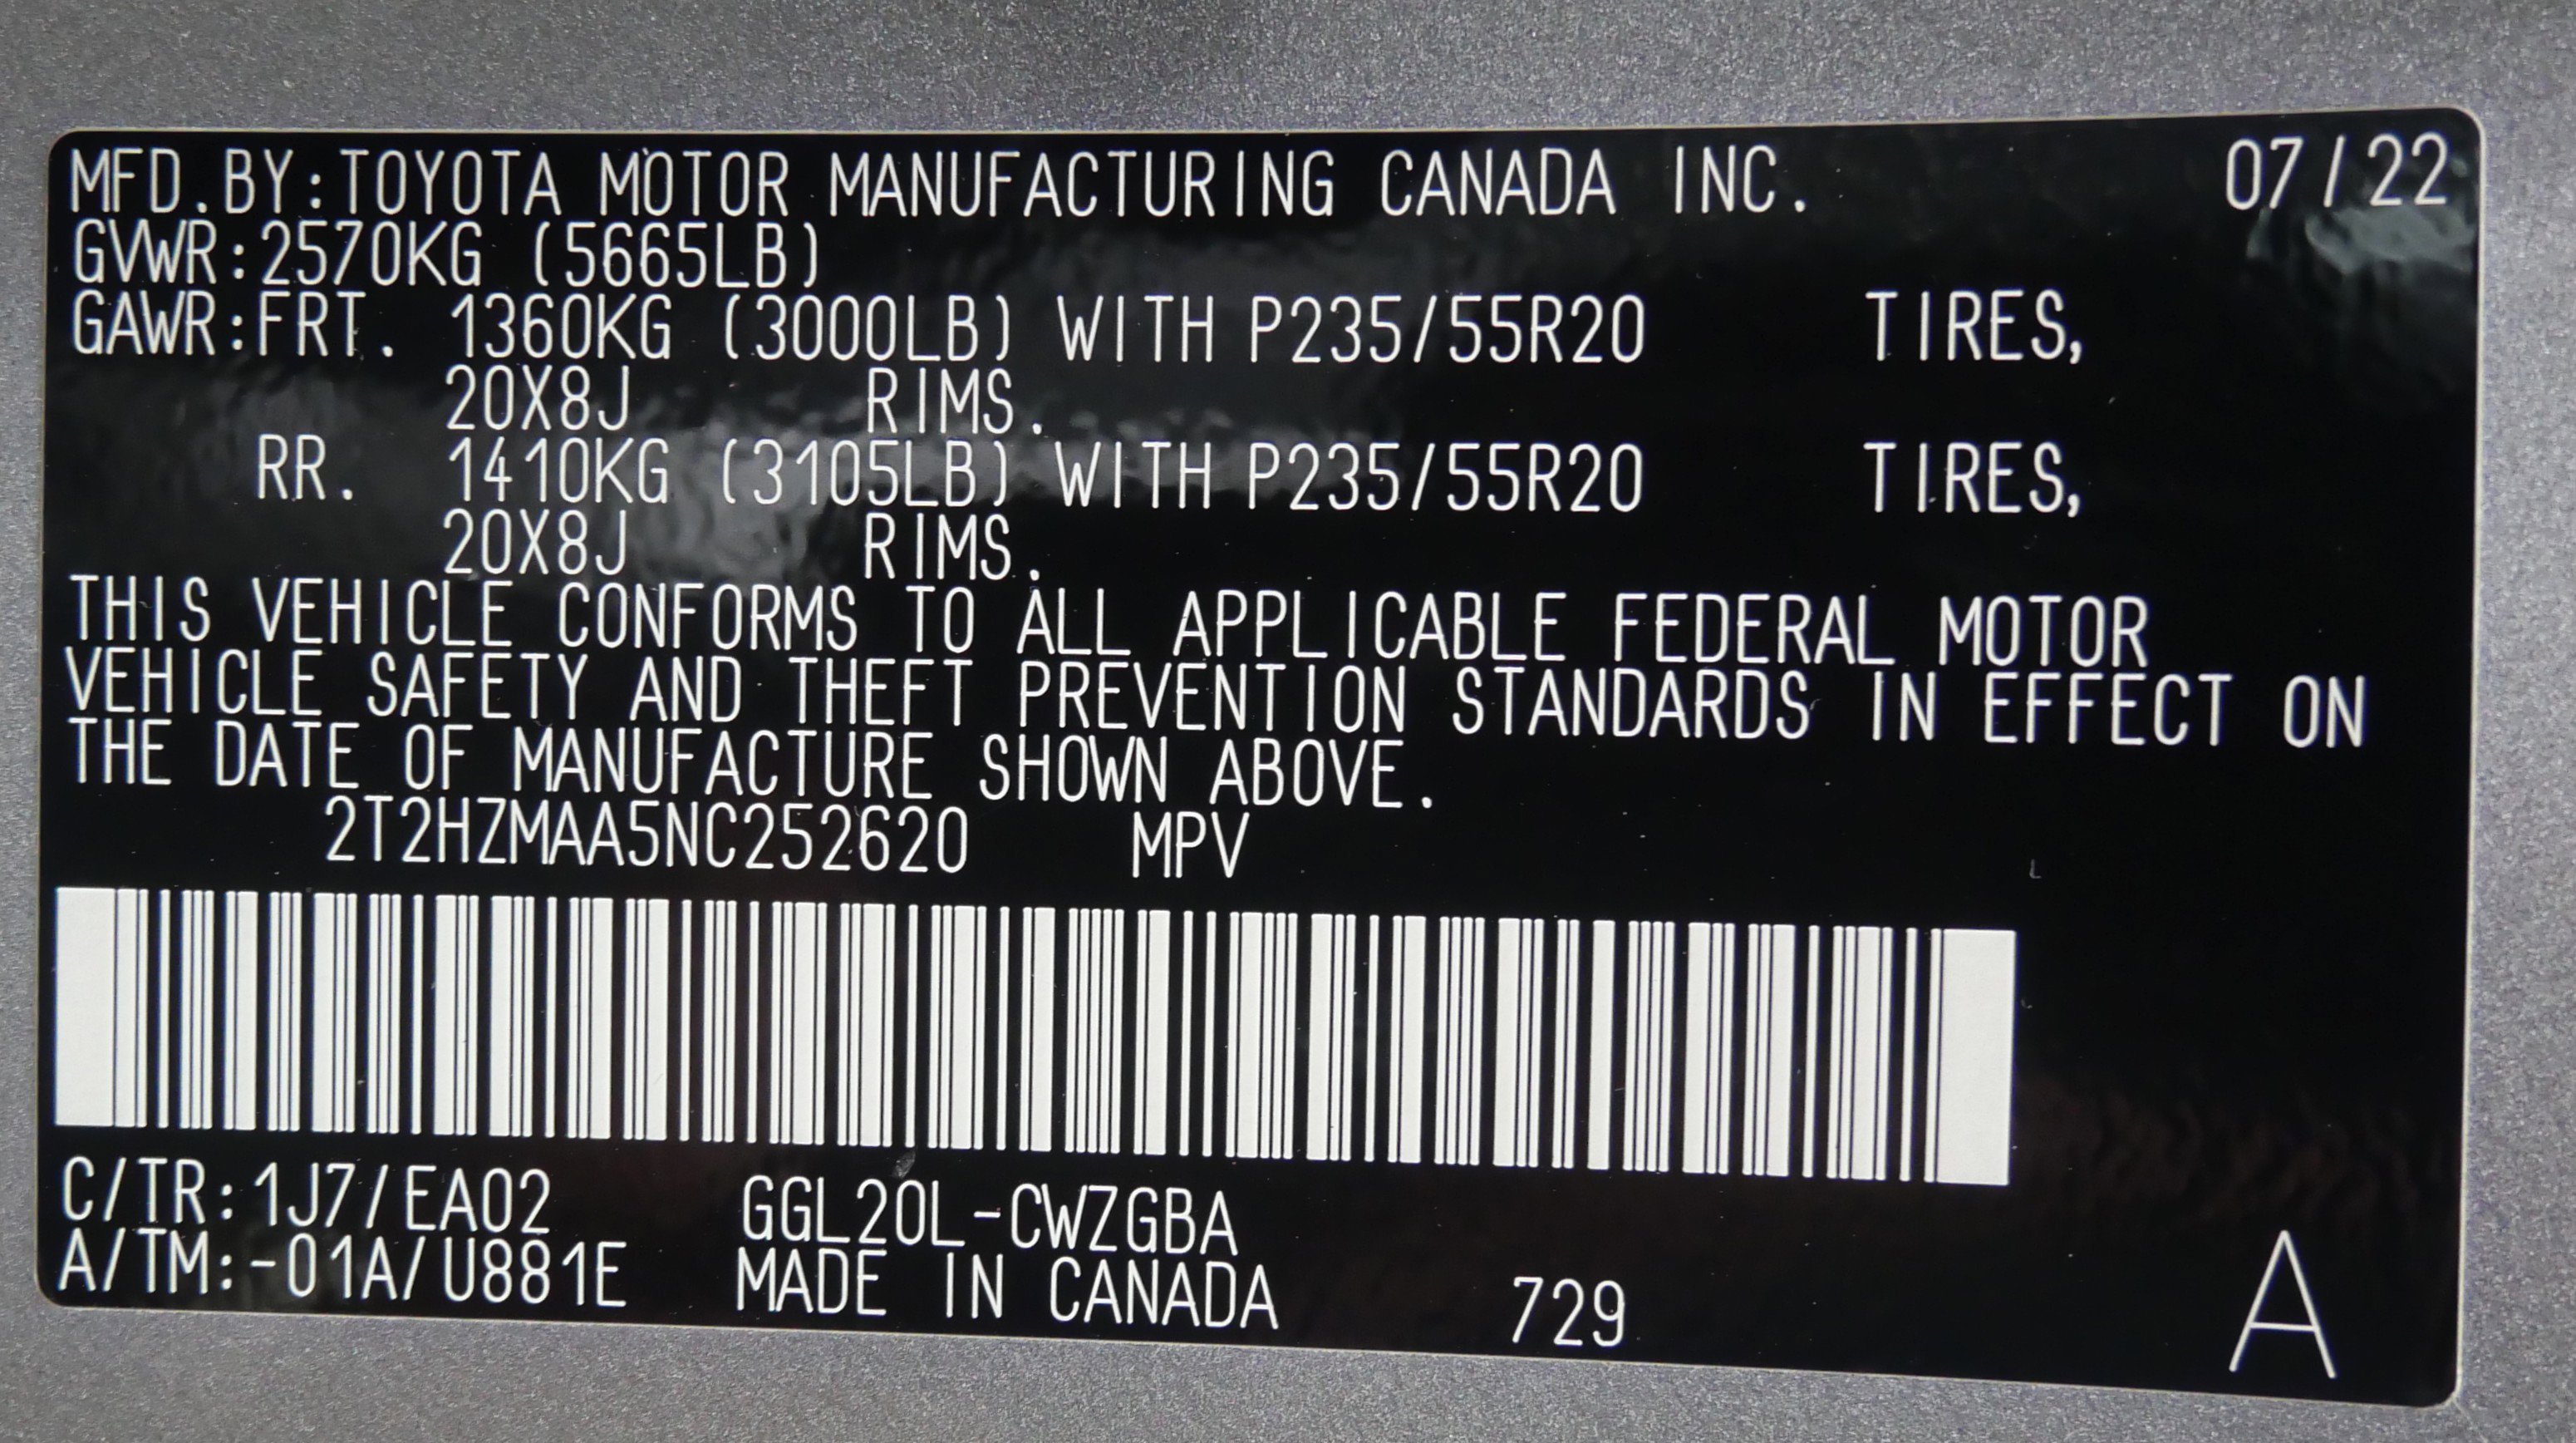 MFD.BY:TOYOTA MOTOR MANUFACTURING CANADA INC. 07/22
GVWR:2570KG (5665LB)
GAWR:FRT. 1360KG (3000LB) WITH P235/55R20 TIRES,
20X8J RIMS.
RR. 1410KG (3105LB) WITH P235/55R20 TIRES,
20X8J RIMS.
THIS VEHICLE CONFORMS TO ALL APPLICABLE FEDERAL MOTOR
VEHICLE SAFETY AND THEFT PREVENTION STANDARDS IN EFFECT ON
THE DATE OF MANUFACTURE SHOWN ABOVE.
2T2HZMAA5NC252620 MPV
C/TR:1J7/EA02 GGL20L-CWZGBA
A/TM:-01A/U881E MADE IN CANADA 729 A